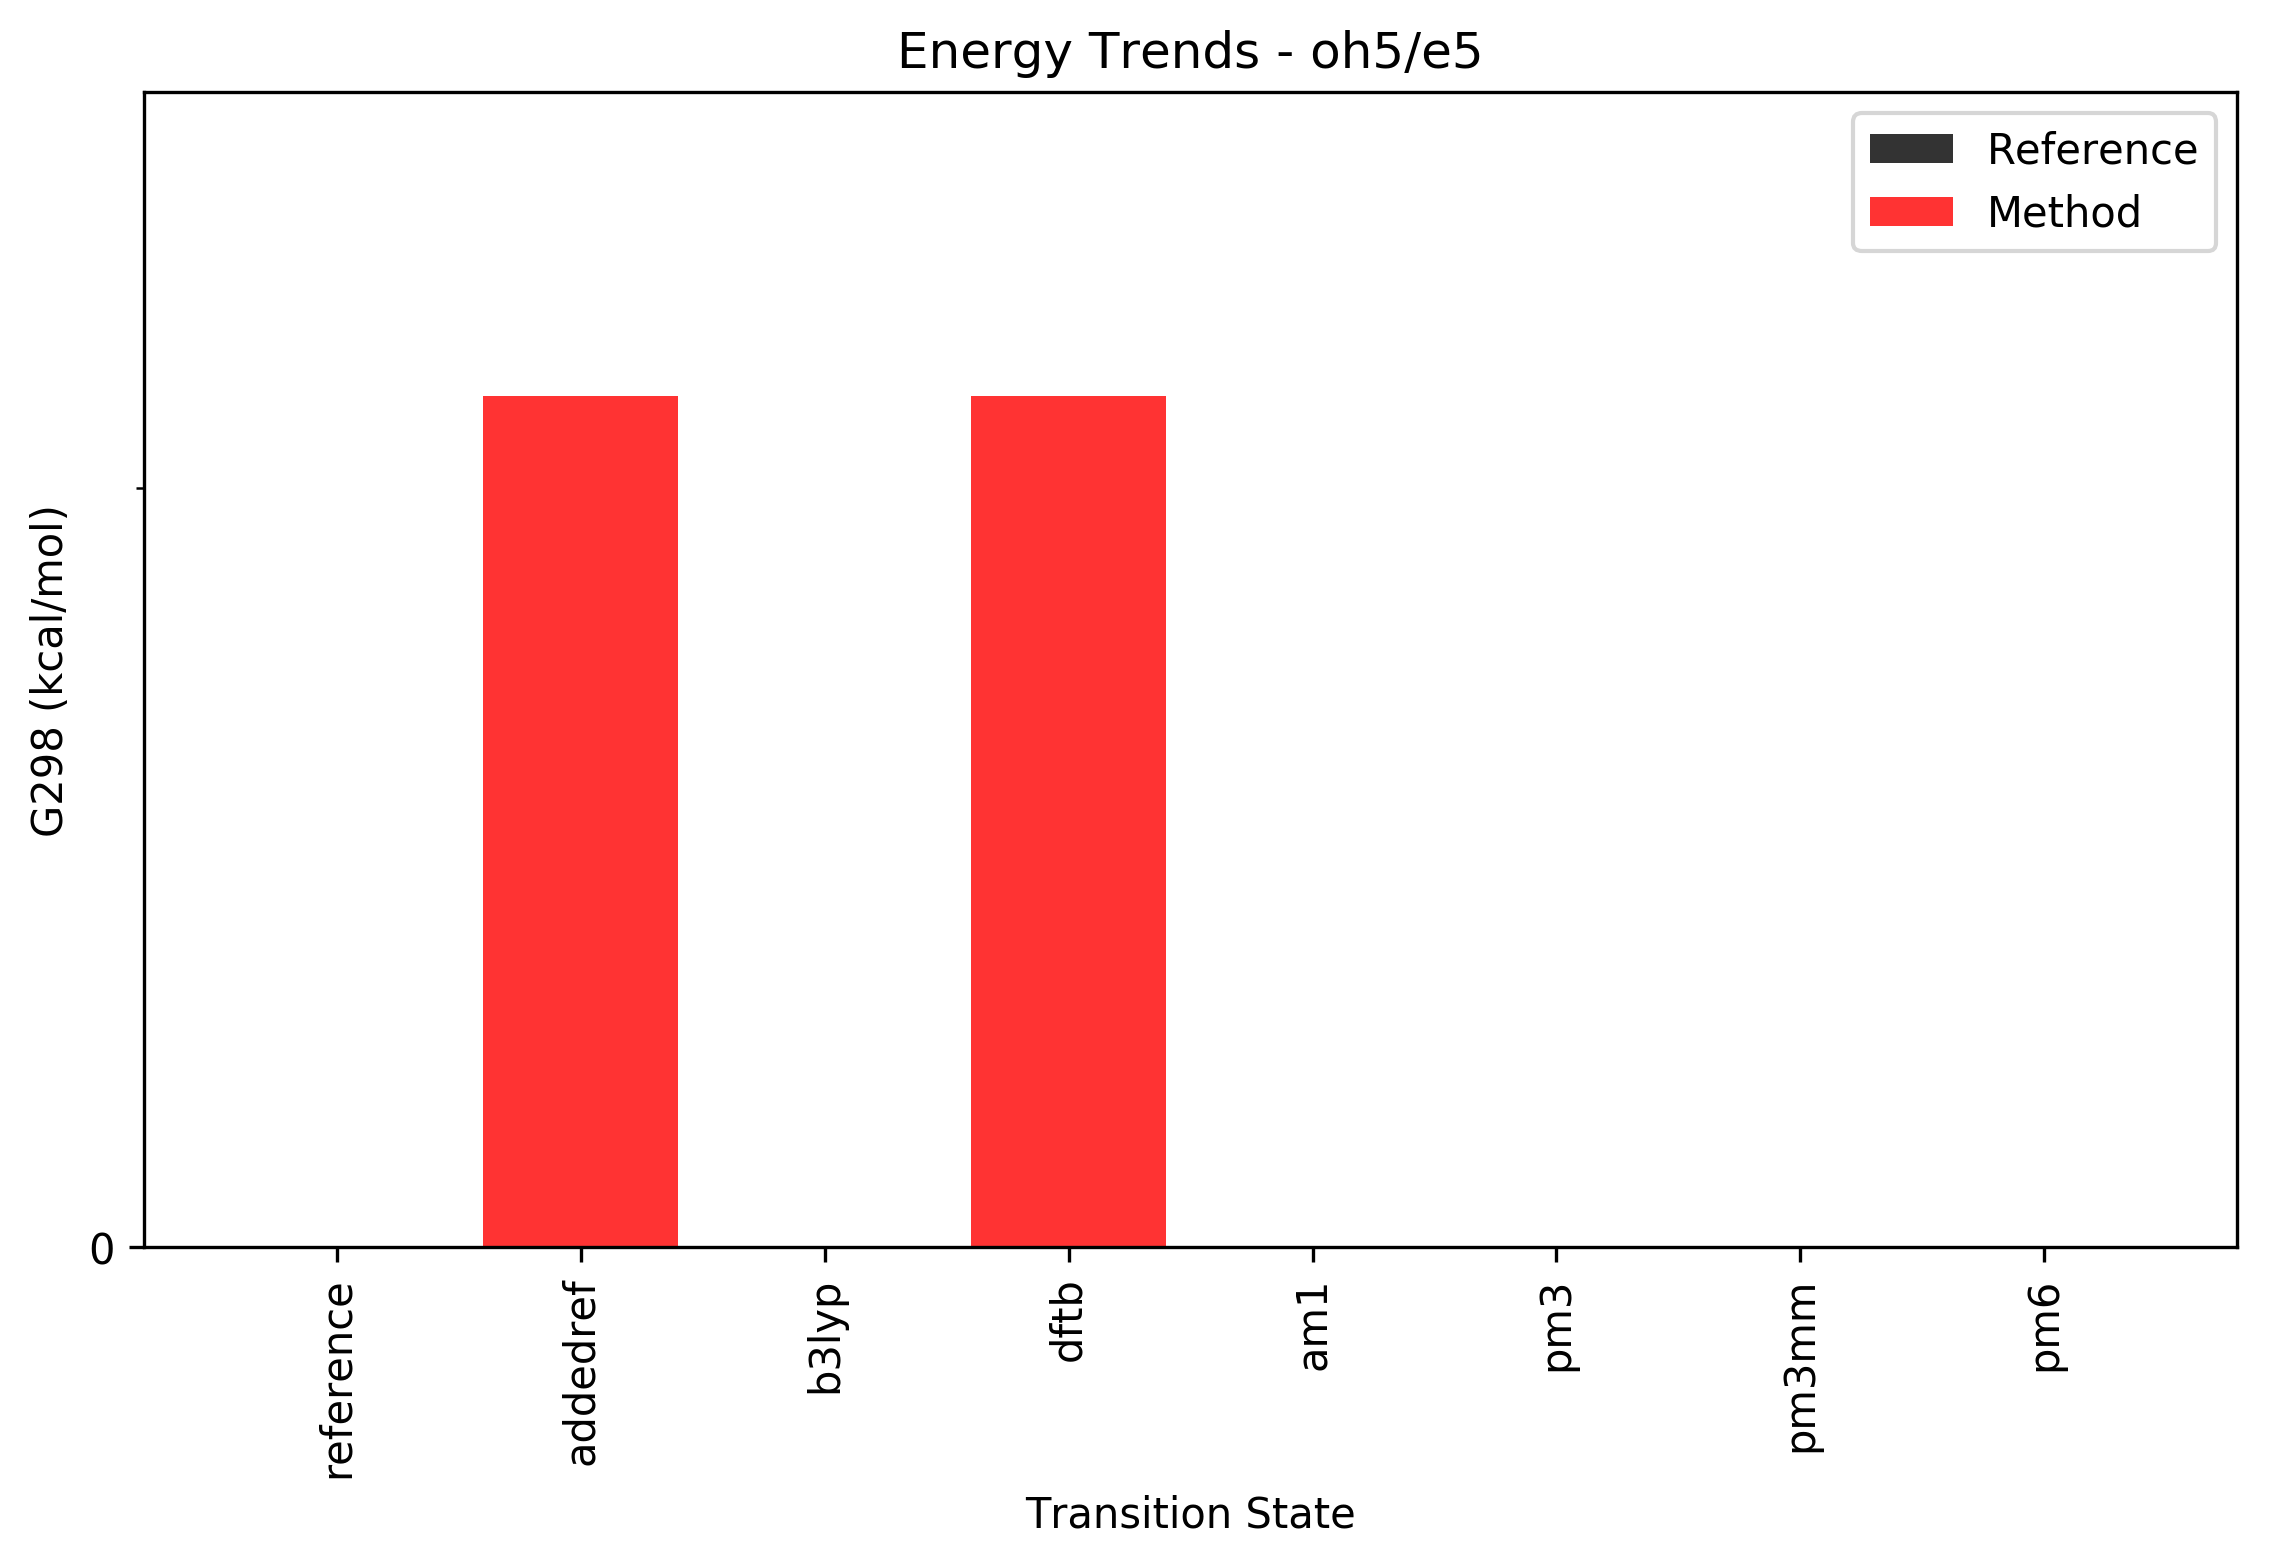 Energy Trends - oh5/e5
Reference
Method
G298 (kcal/mol)
0
reference
addedref
b3lyp
dftb
am1
pm3
pm3mm
pm6
Transition State